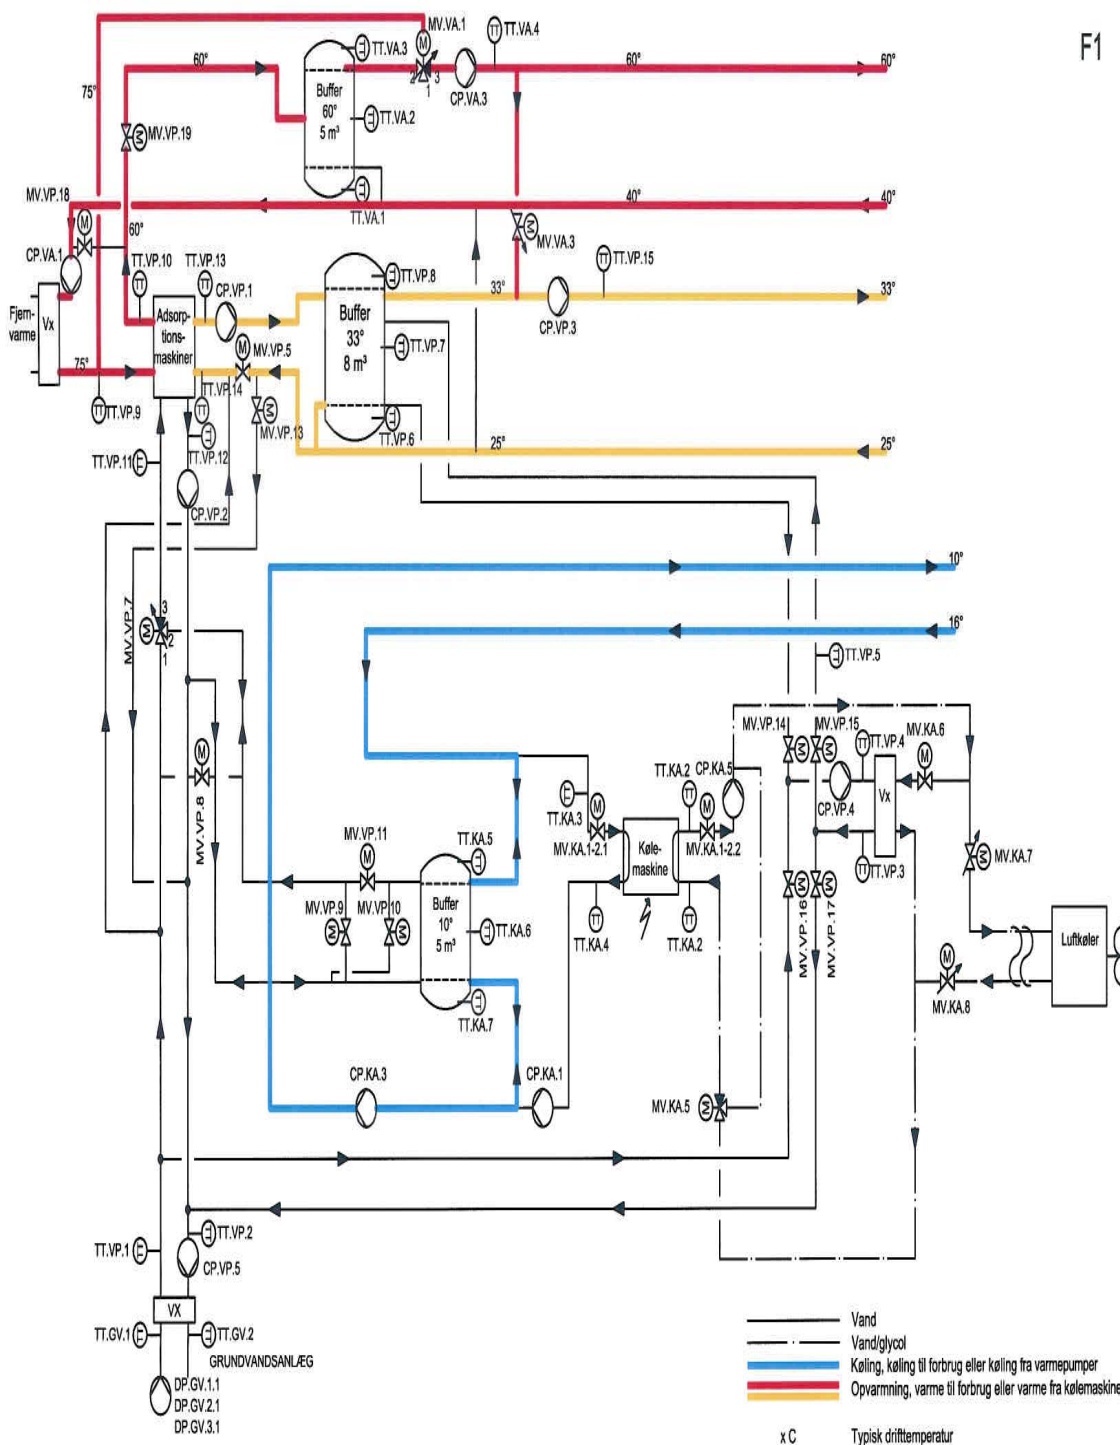 F1
MV.VA.1
TT.VA.4
TT.VA.3
M
60°
2
3
1
60°
60°
Buffer
60°
5 m³
TT.VA.2
CP.VA.3
75°
MV.VP.19
M
MV.VP.18
TT.VA.1
40°
40°
M
60°
MV.VA.3
M
CP.VA.1
TT.VP.10
TT.VP.13
CP.VP.1
TT.VP.8
TT.VP.15
33°
33°
Fjern-
varme
Vx
Adsorp-
tions-
maskiner
Buffer
33°
8 m³
CP.VP.3
M
MV.VP.5
TT.VP.7
75°
TT.VP.14
TT.VP.9
MV.VP.13
M
TT.VP.6
25°
25°
TT.VP.12
TT.VP.11
CP.VP.2
10°
MV.VP.7
3
M
2
1
16°
TT.VP.5
MV.VP.14
MV.VP.15
MV.KA.6
M
M
M
TT.VP.4
M
MV.VP.8
TT.KA.2
CP.KA.5
CP.VP.4
Vx
TT.KA.3
M
M
MV.KA.1-2.1
Køle-
maskine
MV.KA.1-2.2
MV.VP.11
M
TT.KA.5
TT.VP.3
MV.KA.7
M
MV.VP.9
MV.VP.10
M
M
Buffer
10°
5 m³
TT.KA.6
TT.KA.4
TT.KA.2
MV.VP.16
M
MV.VP.17
M
Luftkøler
M
MV.KA.8
TT.KA.7
CP.KA.3
CP.KA.1
MV.KA.5
M
TT.VP.2
TT.VP.1
CP.VP.5
VX
TT.GV.1
TT.GV.2
GRUNDVANDSANLÆG
DP.GV.1.1
DP.GV.2.1
DP.GV.3.1
Vand
Vand/glycol
Køling, køling til forbrug eller køling fra varmepumper
Opvarmning, varme til forbrug eller varme fra kølemaskine
x C Typisk drifttemperatur